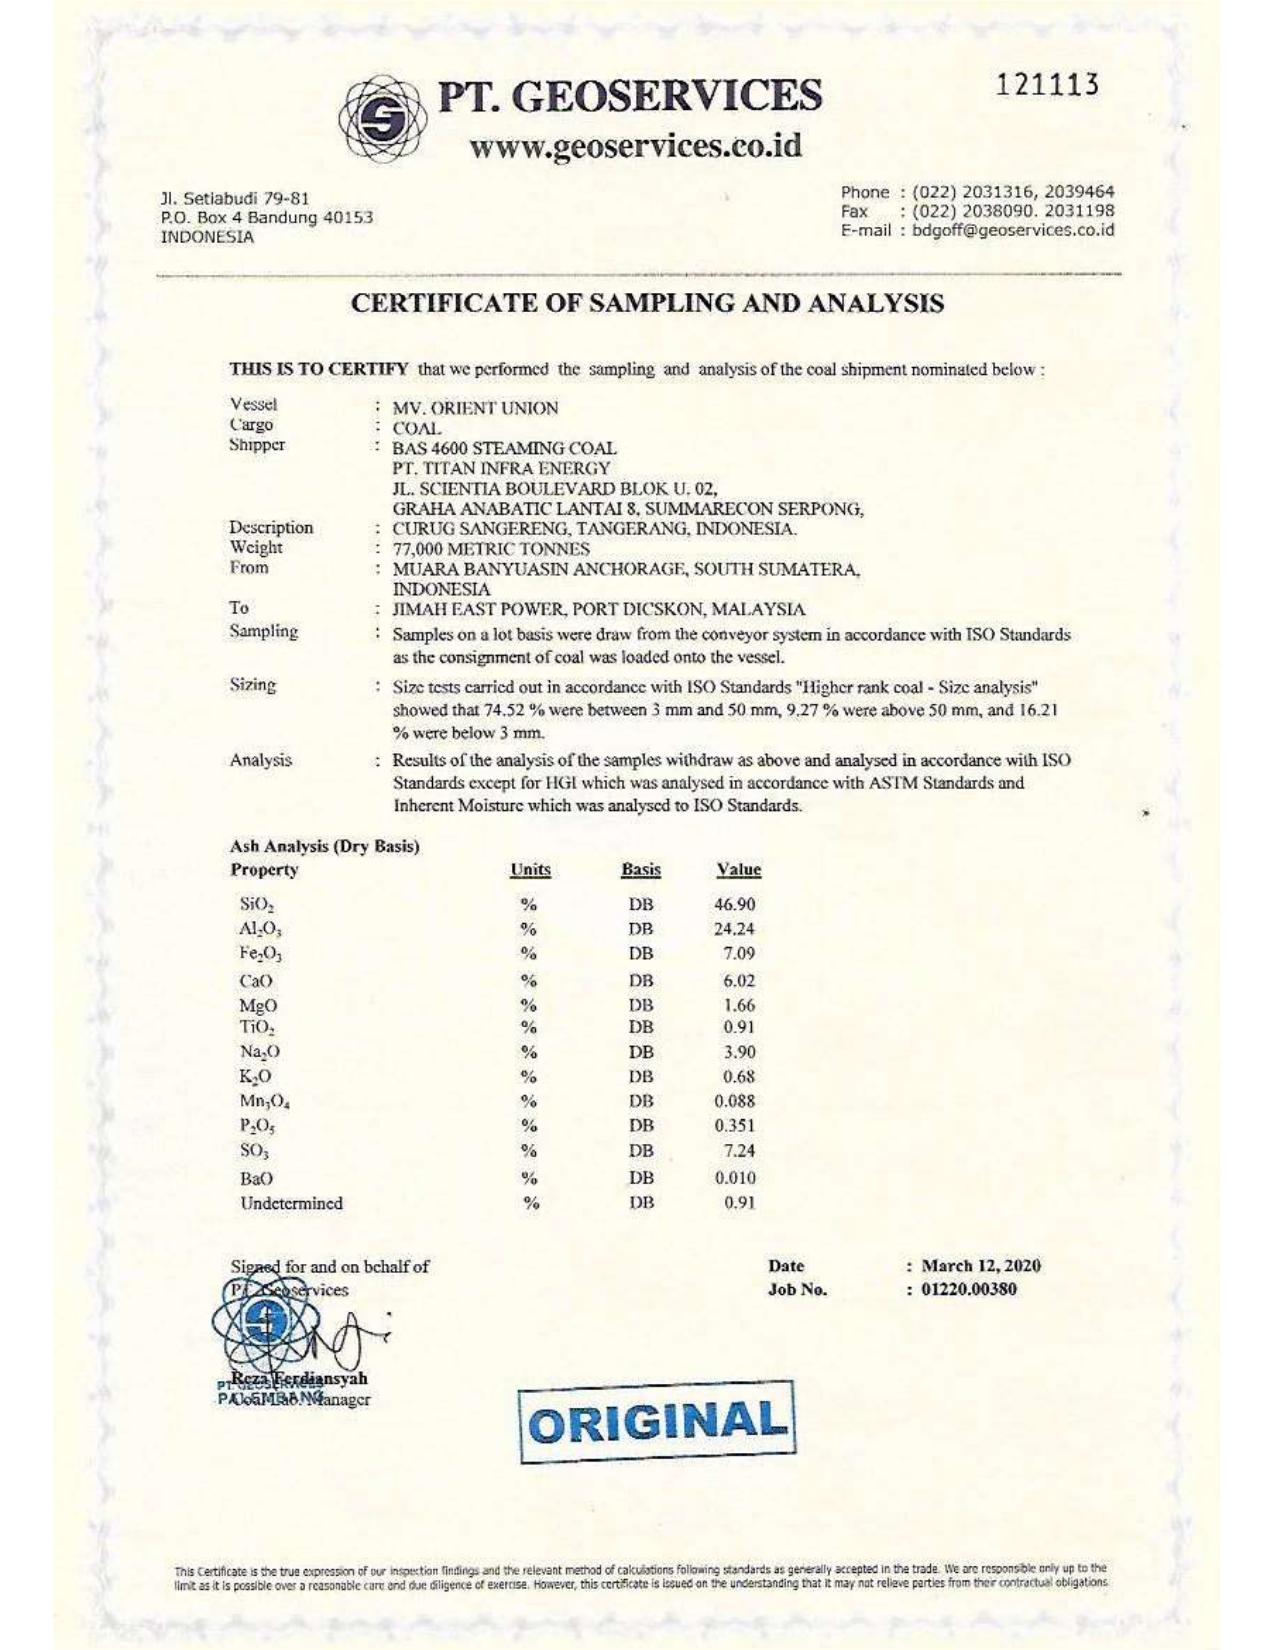 PT. GEOSERVICES
www.geoservices.co.id
121113
Jl. Setiabudi 79-81
P.O. Box 4 Bandung 40153
INDONESIA
Phone : (022) 2031316, 2039464
Fax : (022) 2038090. 2031198
E-mail : bdgoff@geoservices.co.id
CERTIFICATE OF SAMPLING AND ANALYSIS
THIS IS TO CERTIFY that we performed the sampling and analysis of the coal shipment nominated below :
Vessel : MV. ORIENT UNION
Cargo : COAL
Shipper : BAS 4600 STEAMING COAL
PT. TITAN INFRA ENERGY
JL. SCIENTIA BOULEVARD BLOK U. 02,
GRAHA ANABATIC LANTAI 8, SUMMARECON SERPONG,
Description : CURUG SANGERENG, TANGERANG, INDONESIA.
Weight : 77,000 METRIC TONNES
From : MUARA BANYUASIN ANCHORAGE, SOUTH SUMATERA,
INDONESIA
To : JIMAH EAST POWER, PORT DICSKON, MALAYSIA
Sampling : Samples on a lot basis were draw from the conveyor system in accordance with ISO Standards
as the consignment of coal was loaded onto the vessel.
Sizing : Size tests carried out in accordance with ISO Standards "Higher rank coal - Size analysis"
showed that 74.52 % were between 3 mm and 50 mm, 9.27 % were above 50 mm, and 16.21
% were below 3 mm.
Analysis : Results of the analysis of the samples withdraw as above and analysed in accordance with ISO
Standards except for HGI which was analysed in accordance with ASTM Standards and
Inherent Moisture which was analysed to ISO Standards.
Ash Analysis (Dry Basis)
Property Units Basis Value
SiO₂ % DB 46.90
Al₂O₃ % DB 24.24
Fe₂O₃ % DB 7.09
CaO % DB 6.02
MgO % DB 1.66
TiO₂ % DB 0.91
Na₂O % DB 3.90
K₂O % DB 0.68
Mn₃O₄ % DB 0.088
P₂O₅ % DB 0.351
SO₃ % DB 7.24
BaO % DB 0.010
Undetermined % DB 0.91
Signed for and on behalf of
PT. Geoservices
Date : March 12, 2020
Job No. : 01220.00380
Reza Ferdiansyah
PT. GEOSERVICES
Coal Lab. Manager
PALEMBANG
ORIGINAL
This Certificate is the true expression of our inspection findings and the relevant method of calculations following standards as generally accepted in the trade. We are responsible only up to the
limit as it is possible over a reasonable care and due diligence of exercise. However, this certificate is issued on the understanding that it may not relieve parties from their contractual obligations